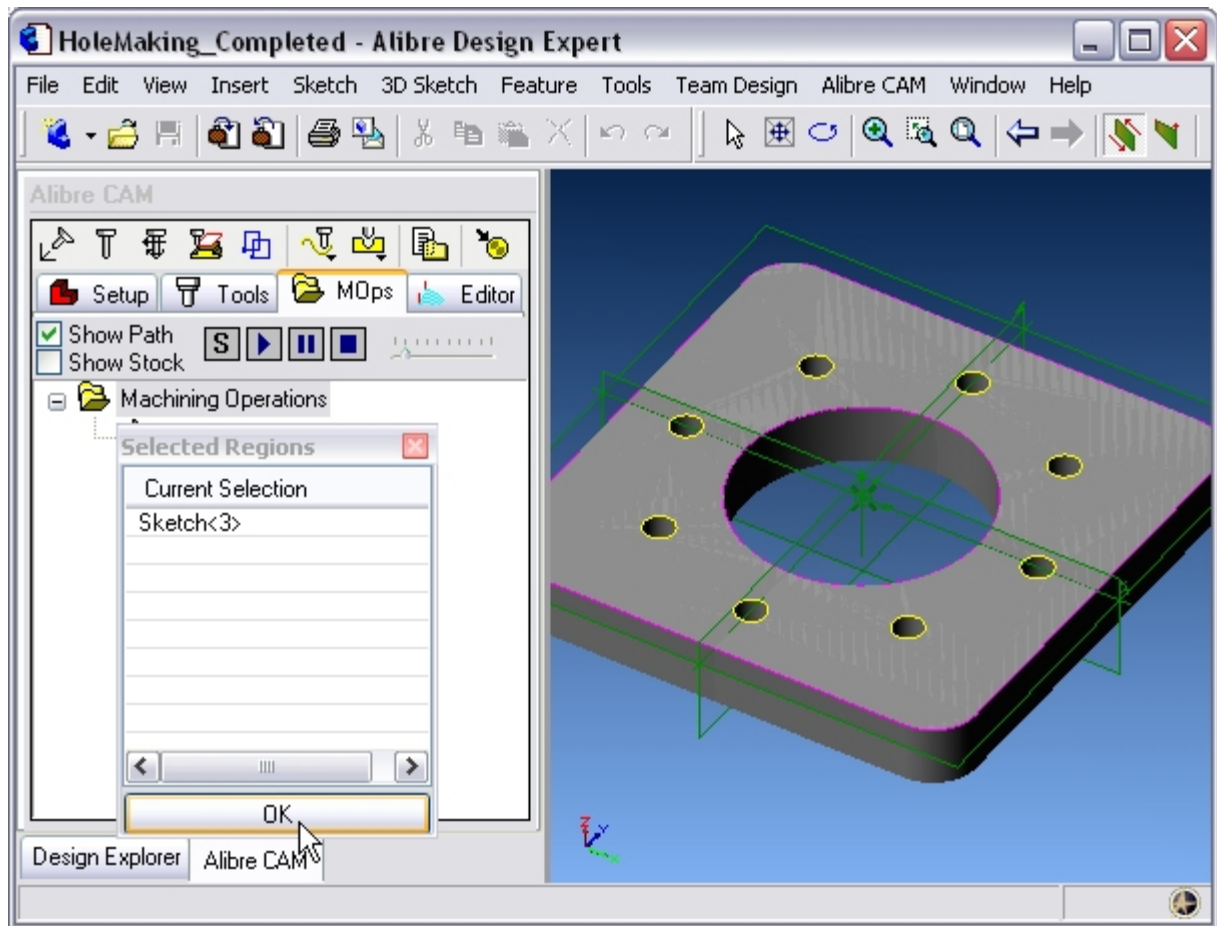 HoleMaking_Completed - Alibre Design Expert
File Edit View Insert Sketch 3D Sketch Feature Tools Team Design Alibre CAM Window Help
Alibre CAM
Setup Tools MOps Editor
Show Path
S
Show Stock
Machining Operations
Selected Regions
Current Selection
Sketch<3>
OK
Design Explorer Alibre CAM
Z
Y
X